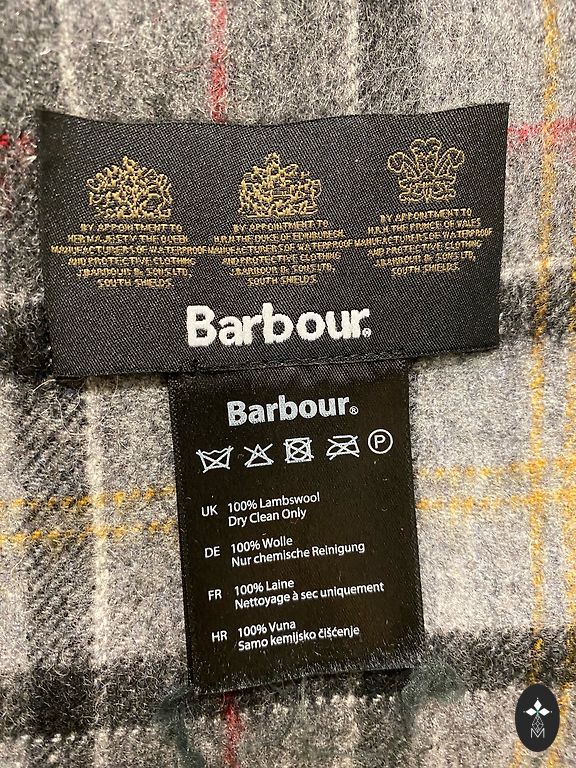 BY APPOINTMENT TO
HER MAJESTY THE QUEEN
MANUFACTURERS OF WATERPROOF
AND PROTECTIVE CLOTHING
J.BARBOUR & SONS LTD,
SOUTH SHIELDS.
BY APPOINTMENT TO
H.R.H. THE DUKE OF EDINBURGH
MANUFACTURERS OF WATERPROOF
AND PROTECTIVE CLOTHING
J.BARBOUR & SONS LTD,
SOUTH SHIELDS.
BY APPOINTMENT TO
H.R.H. THE PRINCE OF WALES
MANUFACTURERS OF WATERPROOF
AND PROTECTIVE CLOTHING
J.BARBOUR & SONS LTD,
SOUTH SHIELDS.
Barbour®
Barbour®
P
UK 100% Lambswool
Dry Clean Only
DE 100% Wolle
Nur chemische Reinigung
FR 100% Laine
Nettoyage à sec uniquement
HR 100% Vuna
Samo kemijsko čišćenje
M